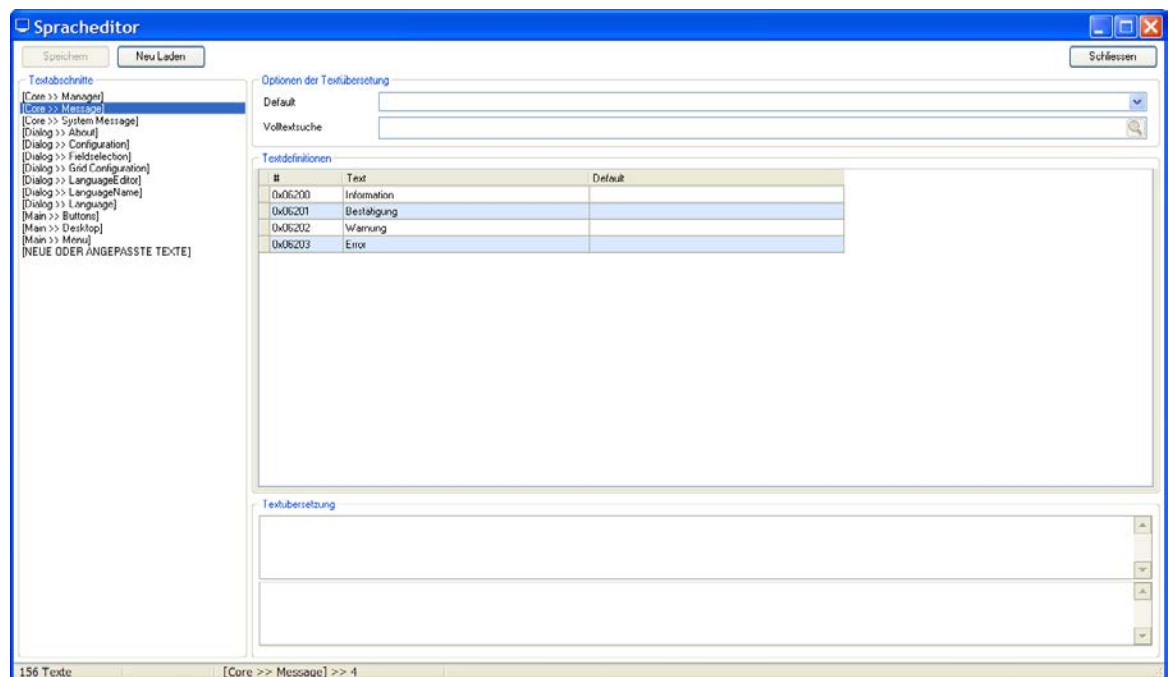 Spracheditor
Speichern Neu Laden Schliessen
Textabschnitte
[Core >> Manager]
[Core >> Message]
[Core >> System Message]
[Dialog >> About]
[Dialog >> Configuration]
[Dialog >> Fieldselection]
[Dialog >> Grid Configuration]
[Dialog >> LanguageEditor]
[Dialog >> LanguageName]
[Dialog >> Language]
[Main >> Buttons]
[Main >> Desktop]
[Main >> Menu]
[NEUE ODER ANGEPASSTE TEXTE]
Optionen der Textübersetung
Default
Volltextsuche
Textdefinitionen
# Text Default
0x06200 Information
0x06201 Bestätigung
0x06202 Warnung
0x06203 Error
Textübersetzung
156 Texte [Core >> Message] >> 4